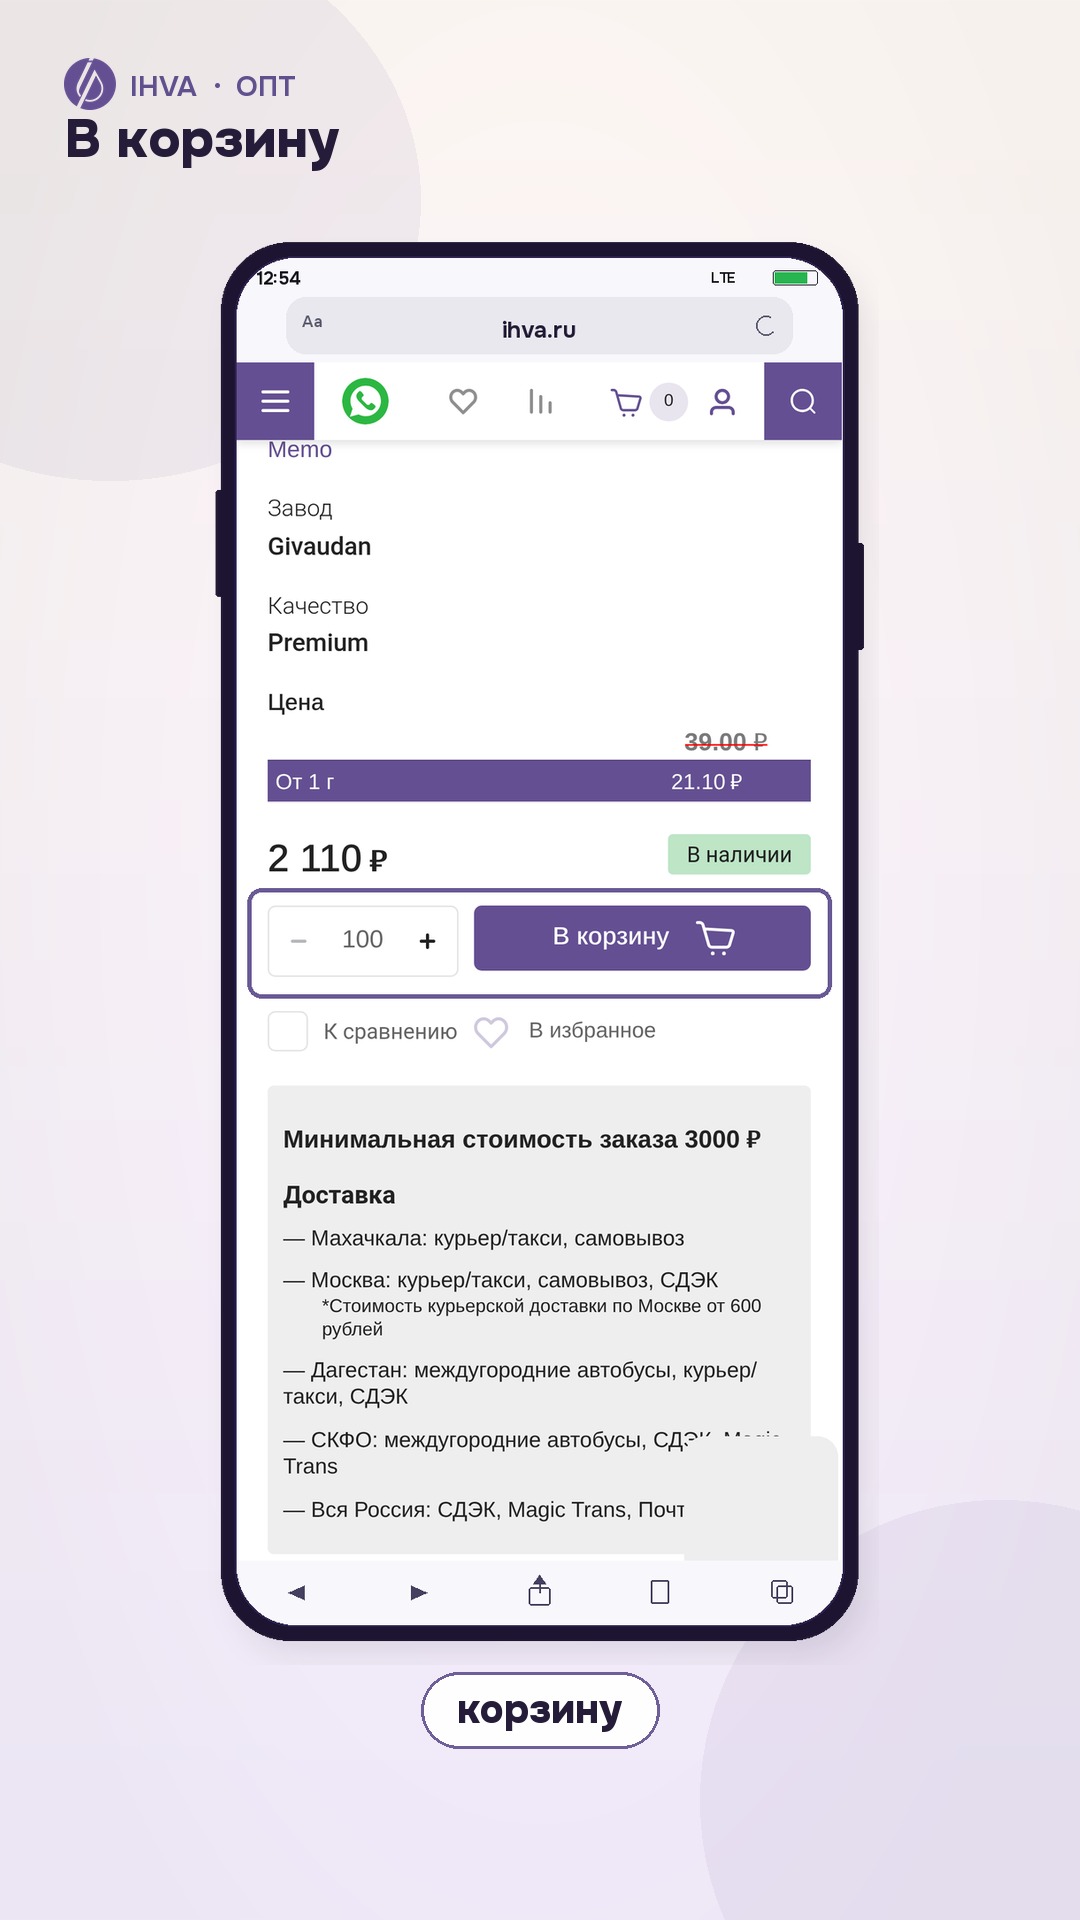 IHVA · ОПТ
В корзину
12:54
LTE
Aa
ihva.ru
0
Memo
Завод
Givaudan
Качество
Premium
Цена
39.00 ₽
От 1 г 21.10 ₽
2 110 ₽
В наличии
100
В корзину
К сравнению
В избранное
Минимальная стоимость заказа 3000 ₽
Доставка
— Махачкала: курьер/такси, самовывоз
— Москва: курьер/такси, самовывоз, СДЭК
*Стоимость курьерской доставки по Москве от 600
рублей
— Дагестан: междугородние автобусы, курьер/
такси, СДЭК
— СКФО: междугородние автобусы, СДЭК, Magic
Trans
— Вся Россия: СДЭК, Magic Trans, Почт
корзину